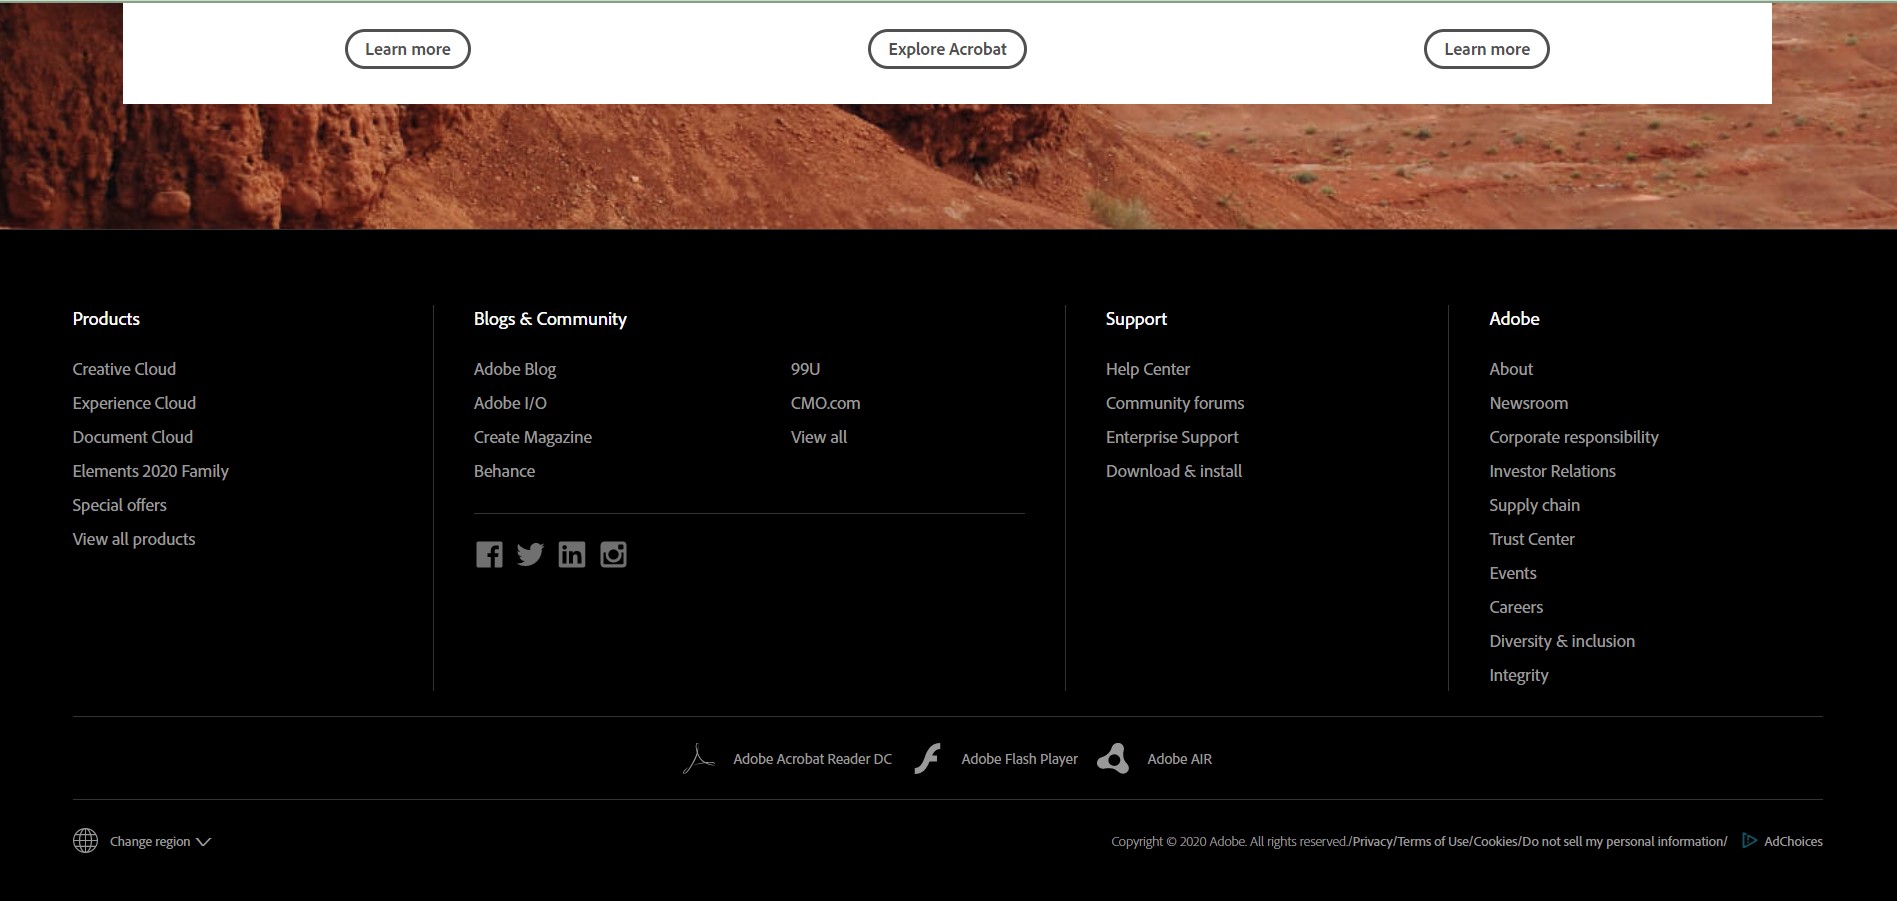 Learn more
Explore Acrobat
Learn more
Products
Creative Cloud
Experience Cloud
Document Cloud
Elements 2020 Family
Special offers
View all products
Blogs & Community
Adobe Blog
Adobe I/O
Create Magazine
Behance
99U
CMO.com
View all
Support
Help Center
Community forums
Enterprise Support
Download & install
Adobe
About
Newsroom
Corporate responsibility
Investor Relations
Supply chain
Trust Center
Events
Careers
Diversity & inclusion
Integrity
Adobe Acrobat Reader DC
Adobe Flash Player
Adobe AIR
Change region
Copyright © 2020 Adobe. All rights reserved./Privacy/Terms of Use/Cookies/Do not sell my personal information/ AdChoices